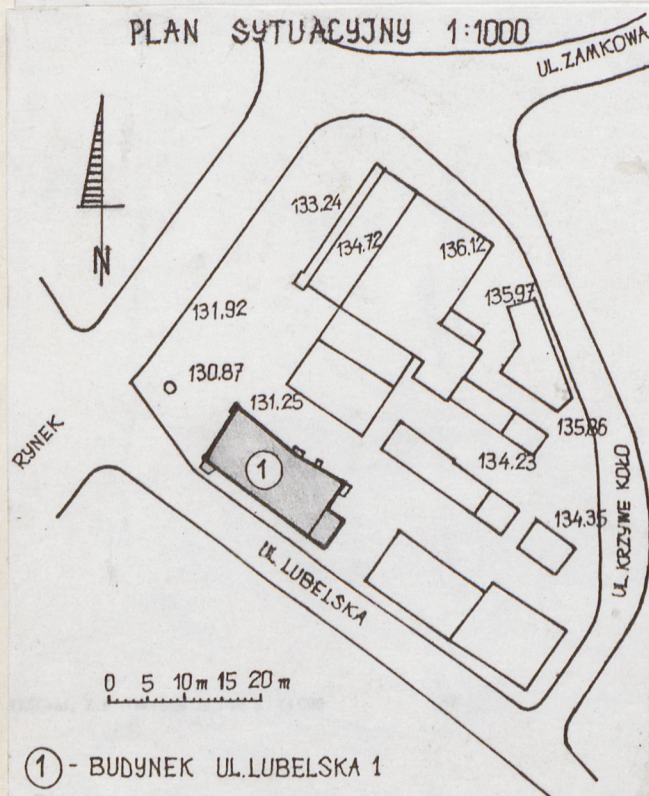 PLAN SYTUACYJNY 1:1000
UL.ZAMKOWA
133.24
134.72
136.12
135.97
N
131.92
130.87
131.25
RYNEK
1
135.86
134.23
134.35
UL. KRZYWE KOŁO
UL. LUBELSKA
0 5 10m 15 20m
1 - BUDYNEK UL.LUBELSKA 1